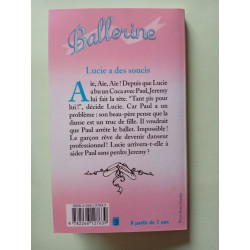 Ballerine
Lucie a des soucis
Aïe, Aïe, Aïe ! Depuis que Lucie
a bu un Coca avec Paul, Jeremy
lui fait la tête. "Tant pis pour
lui !", décide Lucie. Car Paul a un
problème : son beau-père pense que la
danse est un truc de fille. Il voudrait
que Paul arrête le ballet. Impossible !
Le garçon rêve de devenir danseur
professionnel ! Lucie arrivera-t-elle à
aider Paul sans perdre Jeremy ?
à partir de 7 ans